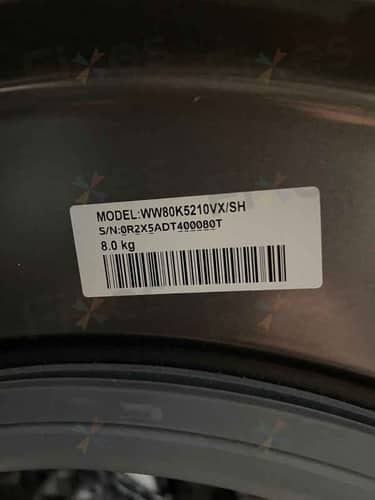 MODEL:WW80K5210VX/SH
S/N:0R2X5ADT400080T
8.0 kg